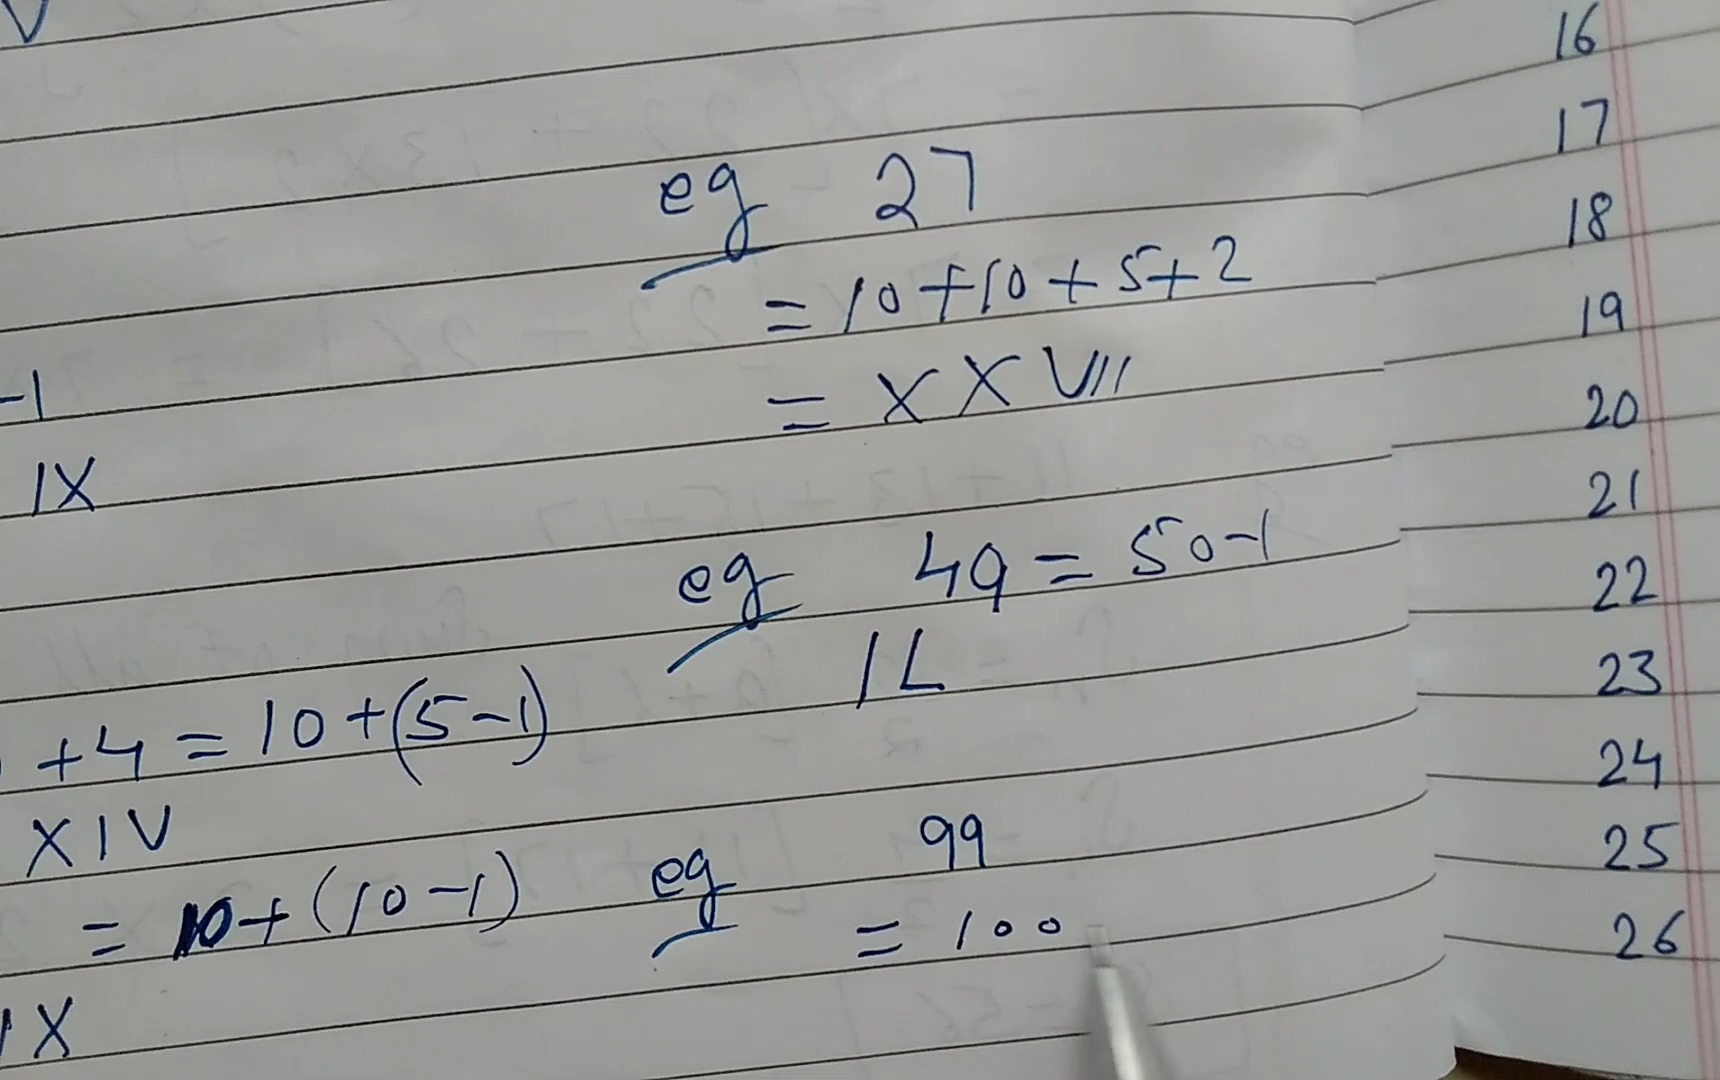 V
eg 27
= 10+10+5+2
= XXVII
-1
IX
eg 49=50-1
IL
+4=10+(5-1)
XIV
eg 99
= 10+(10-1)
= 100
IX
16
17
18
19
20
21
22
23
24
25
26